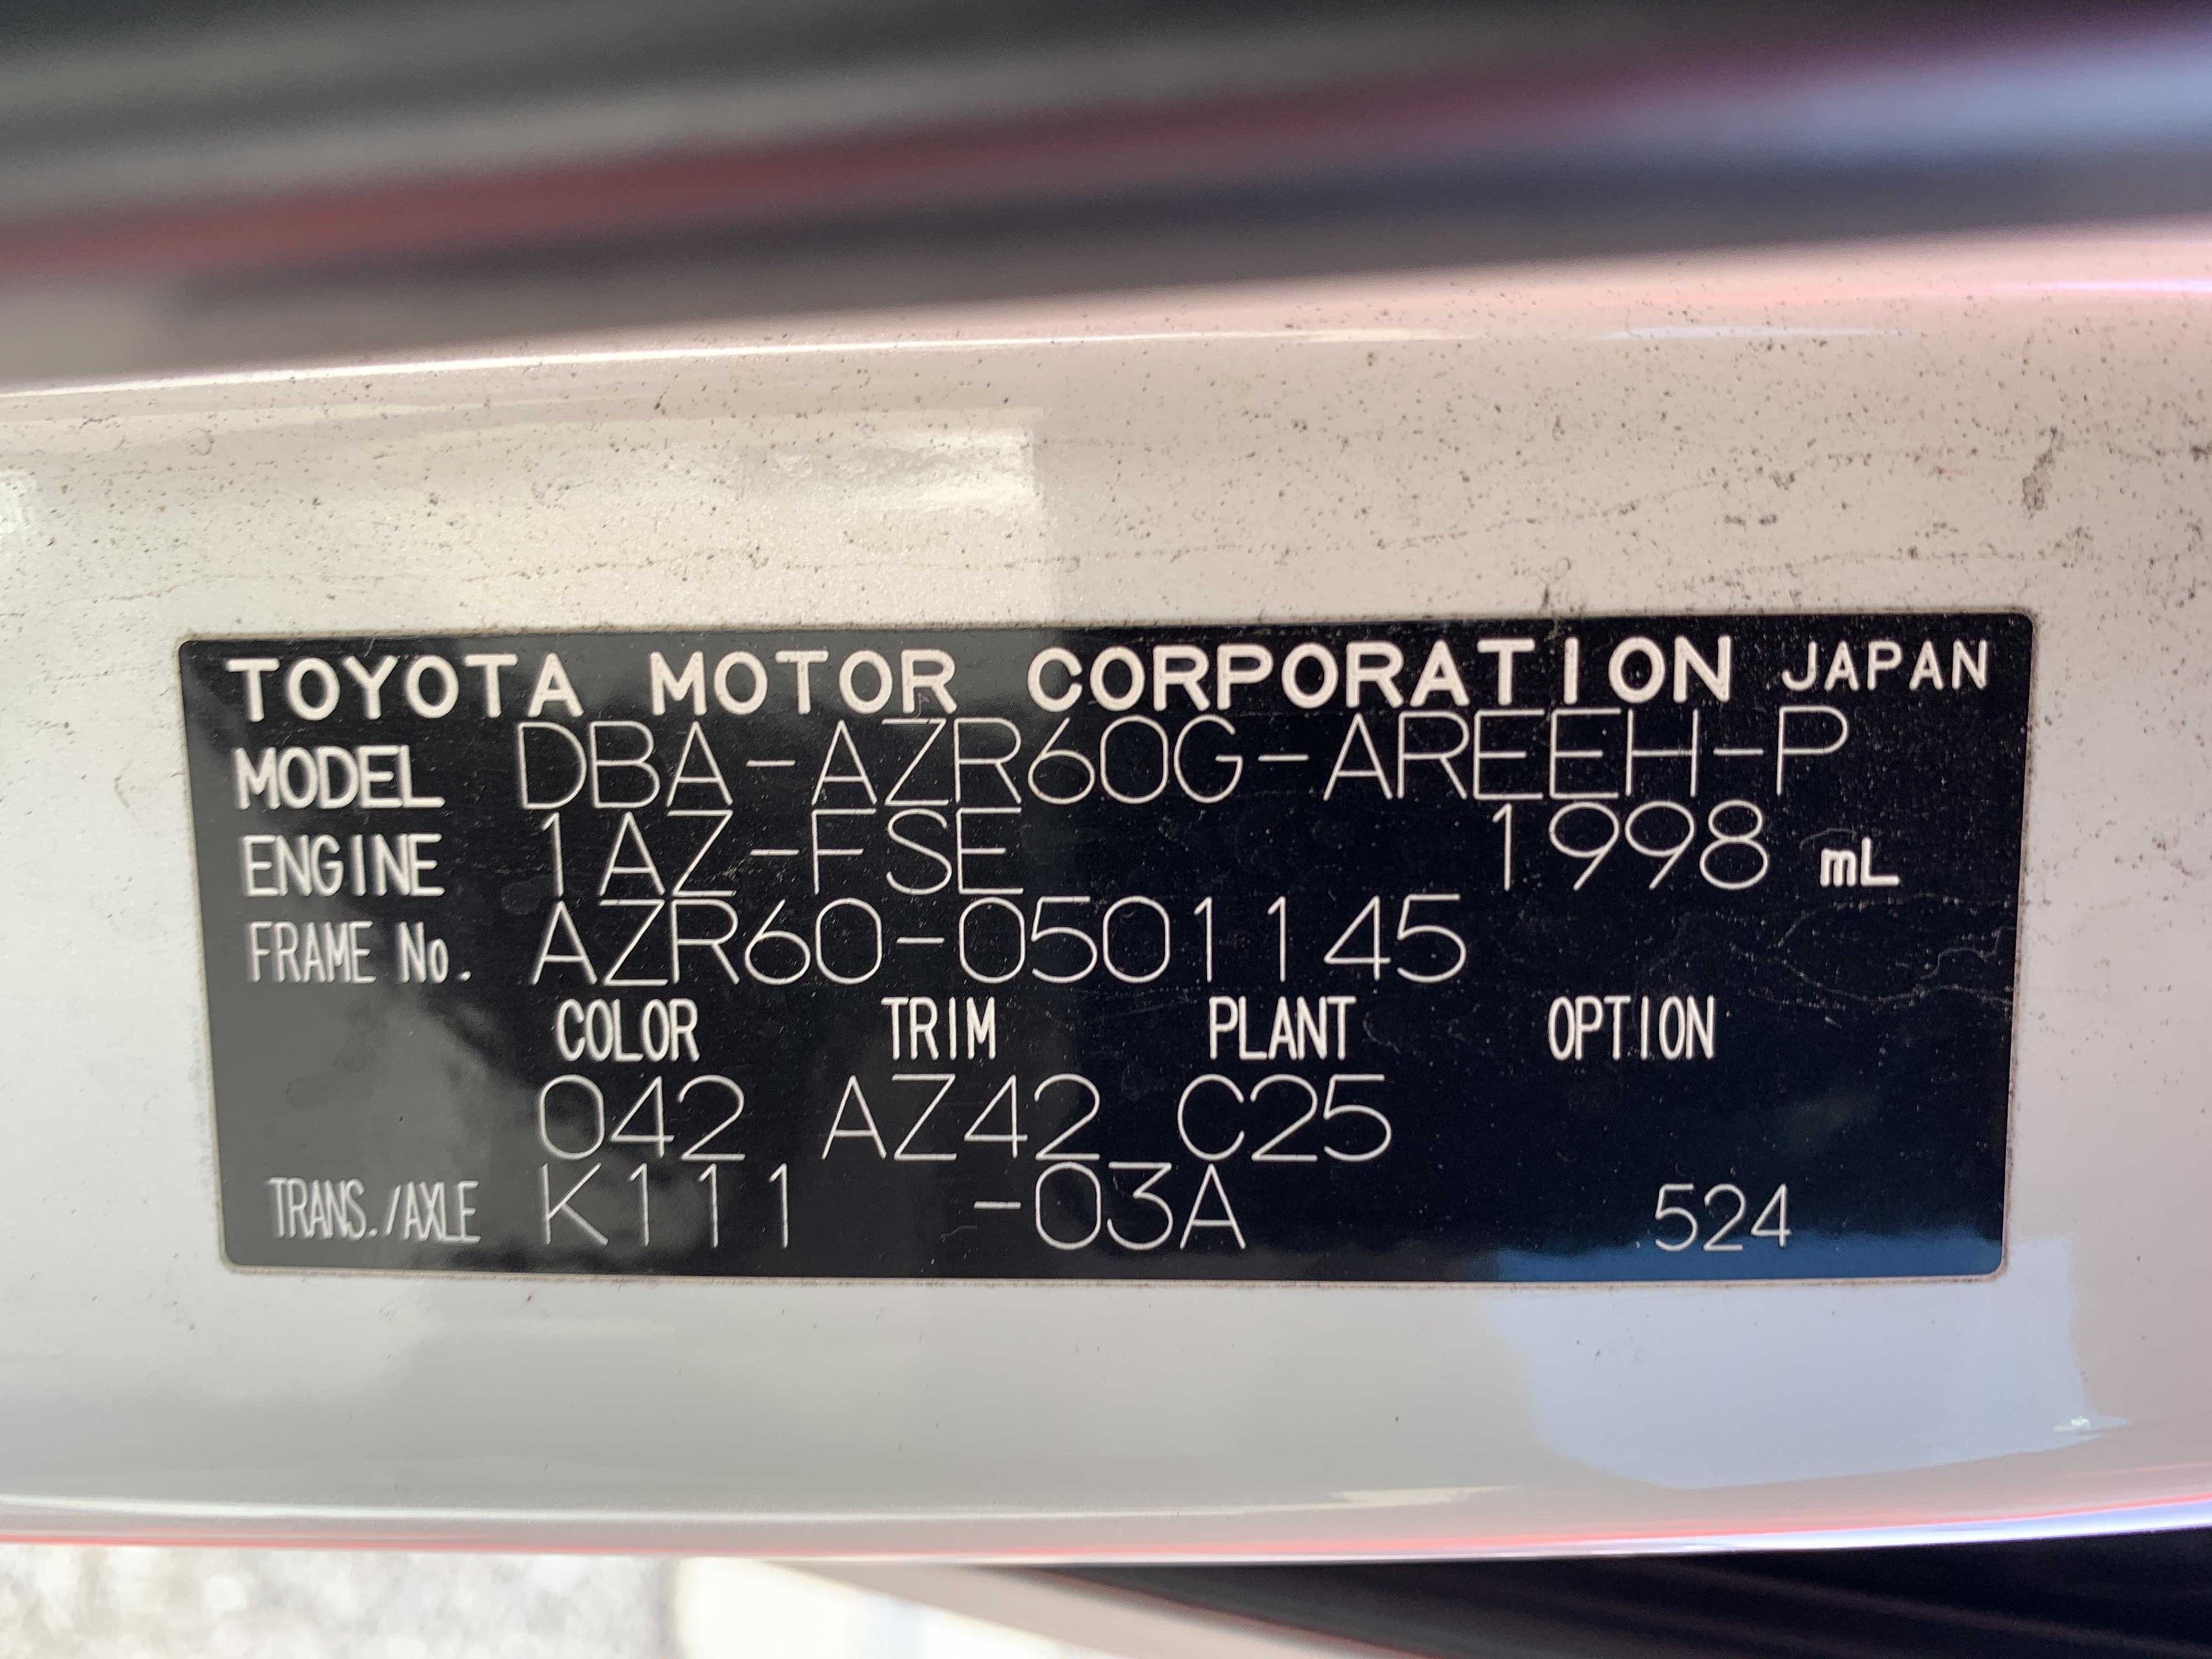 TOYOTA MOTOR CORPORATION JAPAN
MODEL DBA-AZR60G-AREEH-P
ENGINE 1AZ-FSE 1998 mL
FRAME No. AZR60-0501145
COLOR TRIM PLANT OPTION
042 AZ42 C25
TRANS./AXLE K111 -03A 524